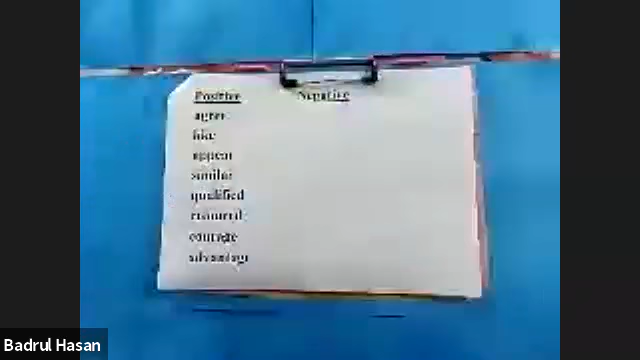 Positive Negative
agree
like
appear
similar
qualified
courage
advantage
Badrul Hasan